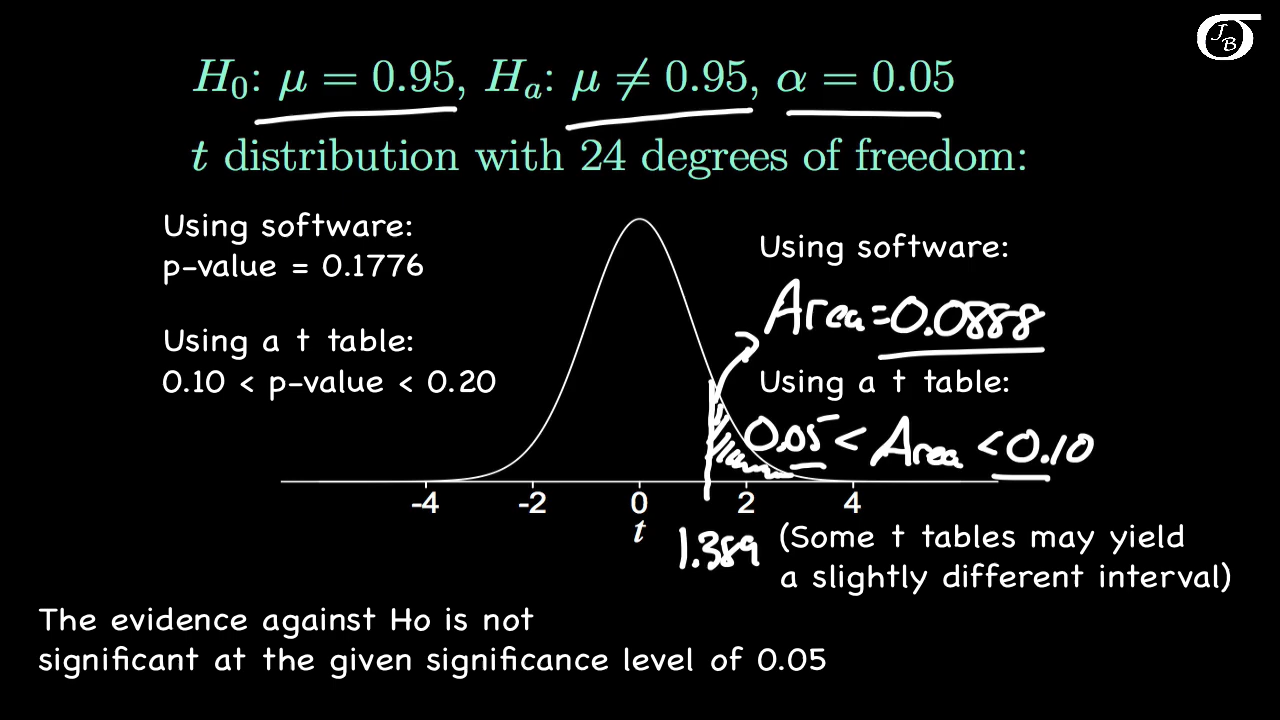 J
B
H₀: μ = 0.95, Hₐ: μ ≠ 0.95, α = 0.05
t distribution with 24 degrees of freedom:
Using software:
p-value = 0.1776
Using a t table:
0.10 < p-value < 0.20
Using software:
Area = 0.0888
Using a t table:
0.05 < Area < 0.10
-4 -2 0 2 4
t
1.389
(Some t tables may yield
a slightly different interval)
The evidence against Ho is not
significant at the given significance level of 0.05